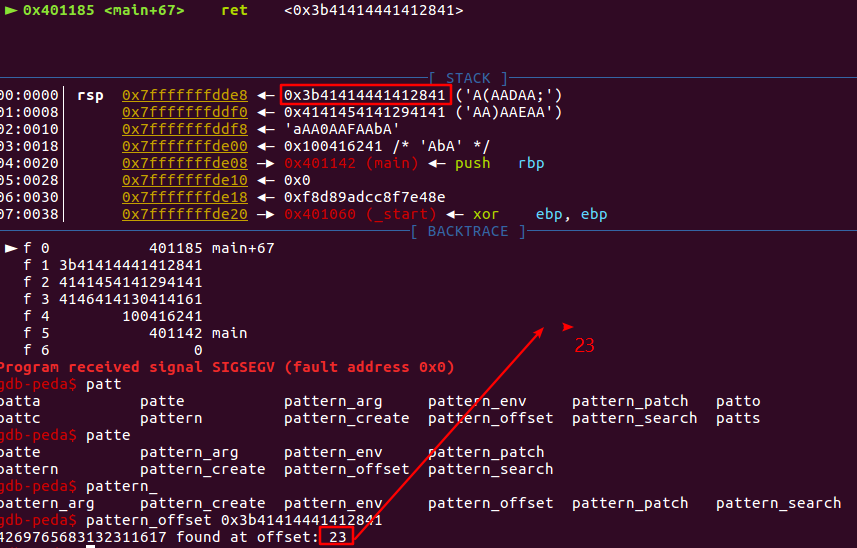 ► 0x401185 <main+67>    ret    <0x3b41414441412841>
[ STACK ]
00:0000│ rsp 0x7fffffffdde8 ◄— 0x3b41414441412841 ('A(AADAA;')
01:0008│ 0x7fffffffddf0 ◄— 0x4141454141294141 ('AA)AAEAA')
02:0010│ 0x7fffffffddf8 ◄— 'aAA0AAFAAbA'
03:0018│ 0x7fffffffde00 ◄— 0x100416241 /* 'AbA' */
04:0020│ 0x7fffffffde08 —► 0x401142 (main) ◄— push   rbp
05:0028│ 0x7fffffffde10 ◄— 0x0
06:0030│ 0x7fffffffde18 ◄— 0xf8d89adcc8f7e48e
07:0038│ 0x7fffffffde20 —► 0x401060 (_start) ◄— xor    ebp, ebp
[ BACKTRACE ]
► f 0           401185 main+67
f 1 3b41414441412841
f 2 4141454141294141
f 3 4146414130414161
f 4        100416241
f 5           401142 main
f 6                0
23
Program received signal SIGSEGV (fault address 0x0)
gdb-peda$ patt
patta patte pattern_arg pattern_env pattern_patch patto
pattc pattern pattern_create pattern_offset pattern_search patts
gdb-peda$ patte
patte pattern_arg pattern_env pattern_patch
pattern pattern_create pattern_offset pattern_search
gdb-peda$ pattern_
pattern_arg pattern_create pattern_env pattern_offset pattern_patch pattern_search
gdb-peda$ pattern_offset 0x3b41414441412841
4269765683132311617 found at offset: 23